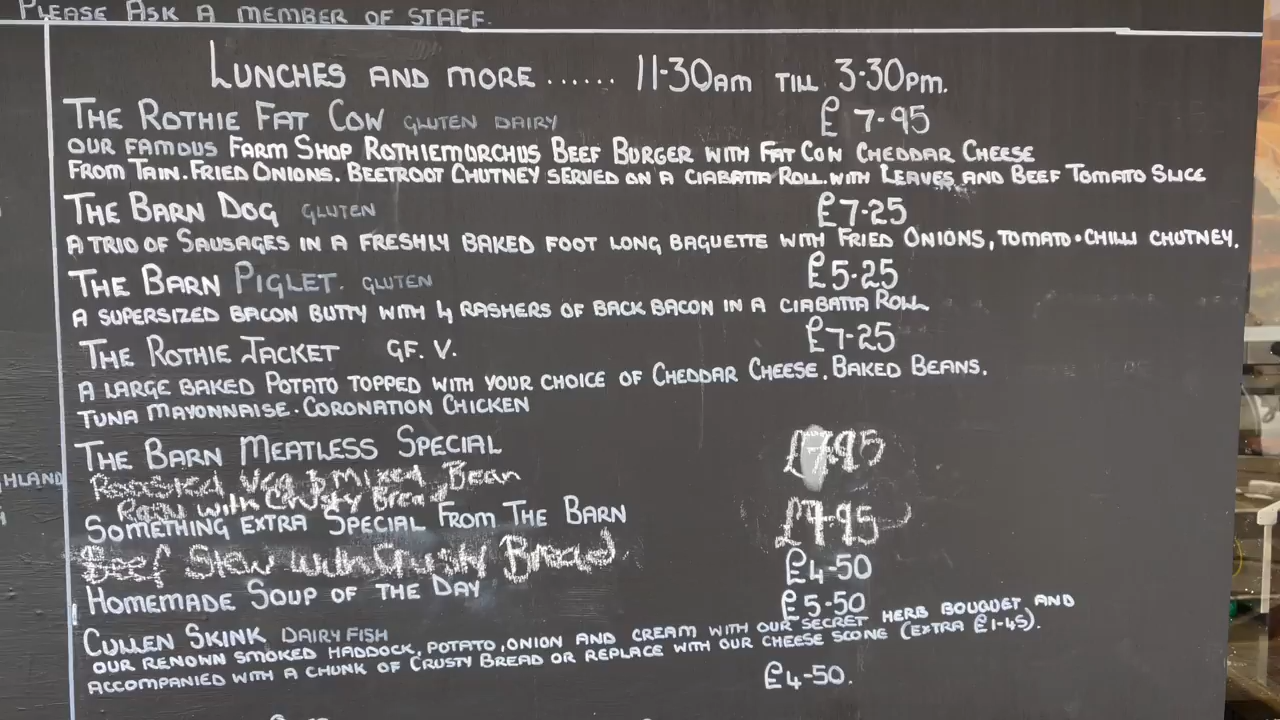 PLEASE ASK A MEMBER OF STAFF.
LUNCHES AND MORE ...... 11·30AM TILL 3·30PM.
THE ROTHIE FAT COW GLUTEN DAIRY £7·95
OUR FAMOUS FARM SHOP ROTHIEMORCHUS BEEF BURGER WITH FAT COW CHEDDAR CHEESE
FROM TAIN. FRIED ONIONS. BEETROOT CHUTNEY SERVED ON A CIABATTA ROLL. WITH LEAVES AND BEEF TOMATO SLICE
THE BARN DOG GLUTEN £7·25
A TRIO OF SAUSAGES IN A FRESHLY BAKED FOOT LONG BAGUETTE WITH FRIED ONIONS, TOMATO·CHILLI CHUTNEY.
THE BARN PIGLET. GLUTEN £5·25
A SUPERSIZED BACON BUTTY WITH 4 RASHERS OF BACK BACON IN A CIABATTA ROLL
THE ROTHIE JACKET GF. V. £7·25
A LARGE BAKED POTATO TOPPED WITH YOUR CHOICE OF CHEDDAR CHEESE. BAKED BEANS.
TUNA MAYONNAISE. CORONATION CHICKEN
THE BARN MEATLESS SPECIAL £7.95
Roasted Veg & Mixed Bean
with Crusty Bread
HLAND
SOMETHING EXTRA SPECIAL FROM THE BARN £7.95
Beef Stew with Crusty Bread
HOMEMADE SOUP OF THE DAY £4-50
£5-50
CULLEN SKINK DAIRY FISH
OUR RENOWN SMOKED HADDOCK, POTATO, ONION AND CREAM WITH OUR SECRET HERB BOUQUET AND
ACCOMPANIED WITH A CHUNK OF CRUSTY BREAD OR REPLACE WITH OUR CHEESE SCONE (EXTRA £1-45).
£4-50.